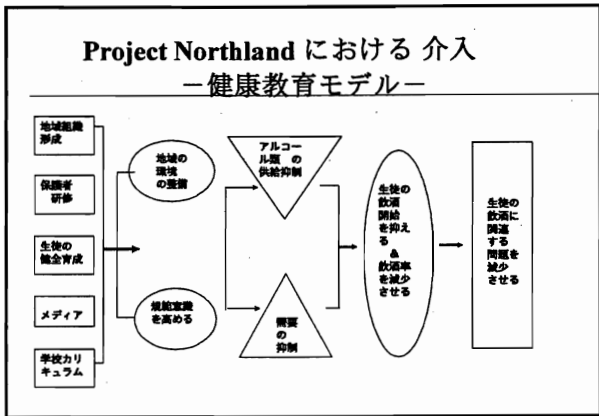 Project Northland における 介入
－健康教育モデル－
地域組織
形成
保護者
研修
生徒の
健全育成
メディア
学校カリ
キュラム
地域の
環境
の整備
規範意識
を高める
アルコー
ル類 の
供給抑制
需要
の
抑制
生徒の
飲酒
開始
を抑え
る
&
飲酒率
を減少
させる
生徒の
飲酒に
関連
する
問題を
減少
させる